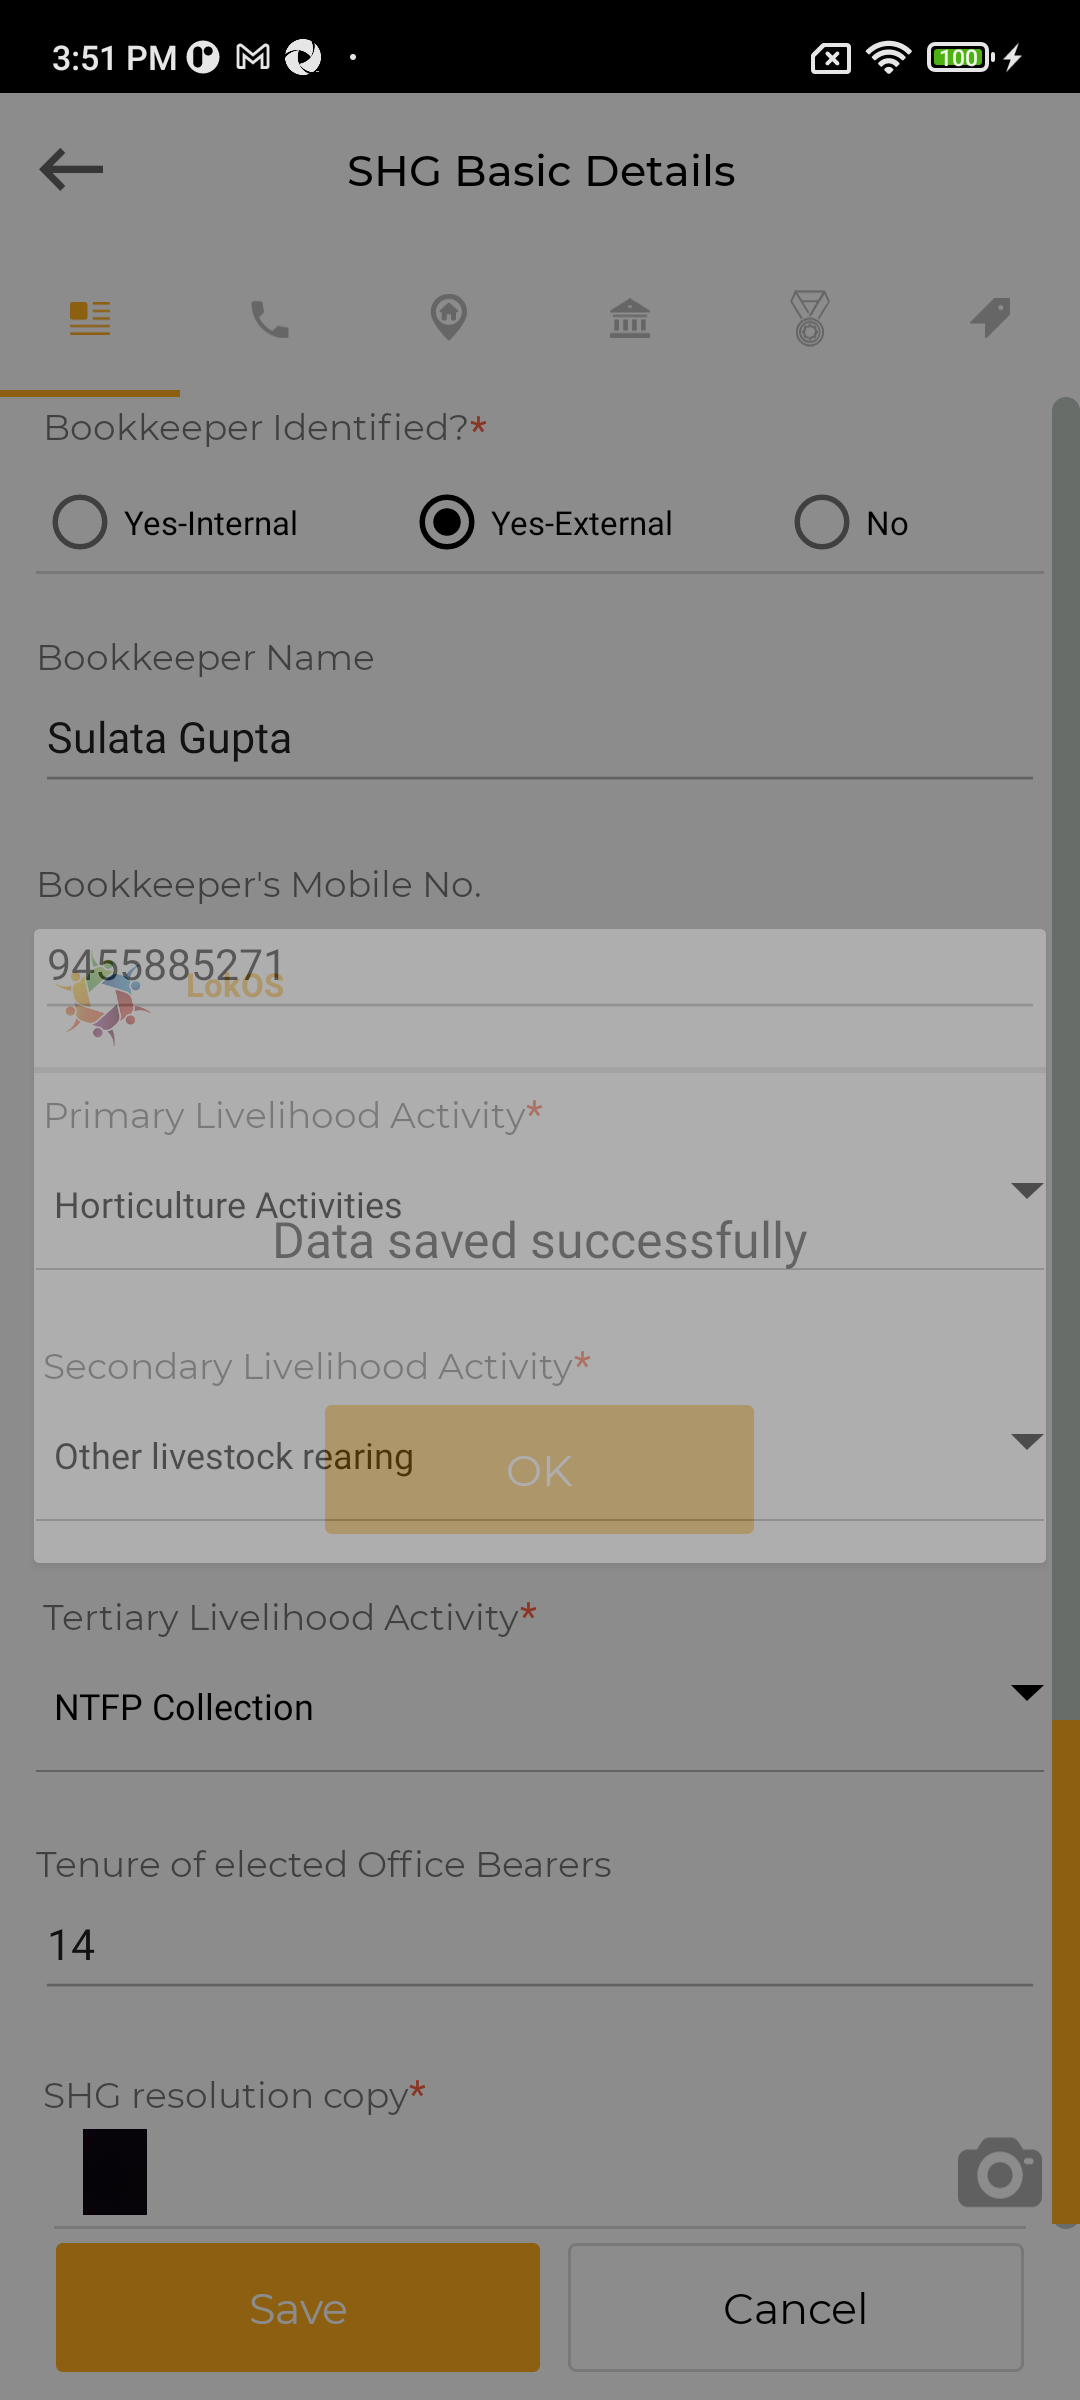 3:51 PM
100
SHG Basic Details
Bookkeeper Identified?*
Yes-Internal Yes-External No
Bookkeeper Name
Sulata Gupta
Bookkeeper's Mobile No.
9455885271
LokOS
Primary Livelihood Activity*
Horticulture Activities
Data saved successfully
Secondary Livelihood Activity*
Other livestock rearing
OK
Tertiary Livelihood Activity*
NTFP Collection
Tenure of elected Office Bearers
14
SHG resolution copy*
Save Cancel